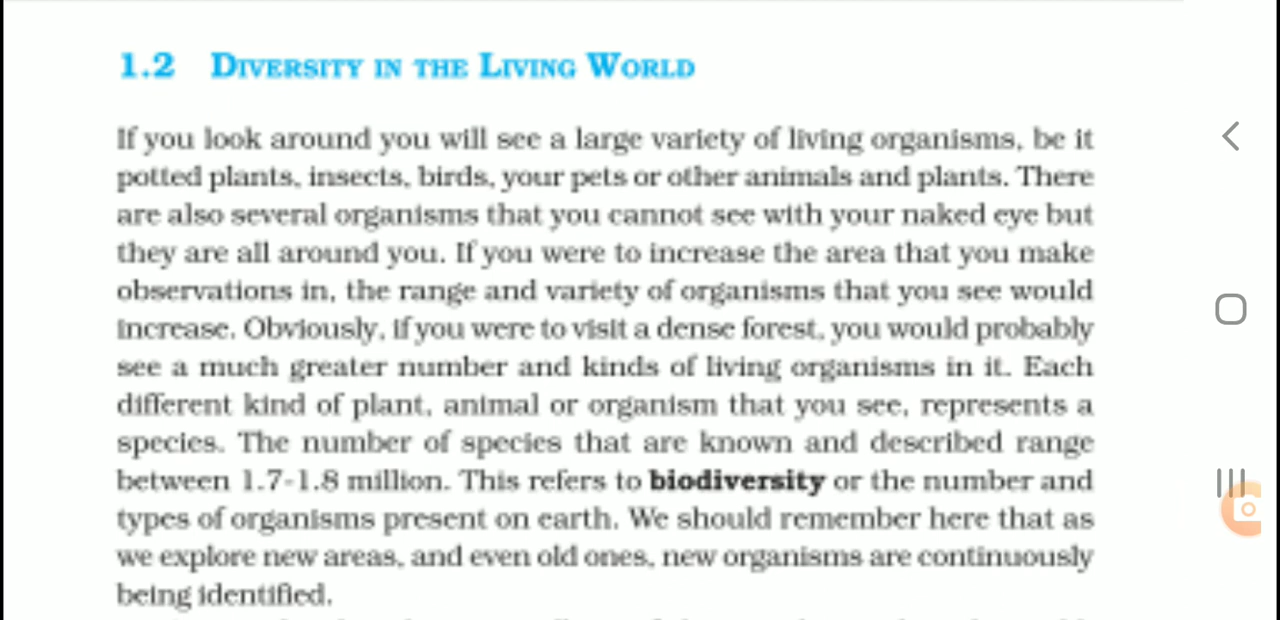 1.2 DIVERSITY IN THE LIVING WORLD
If you look around you will see a large variety of living organisms, be it
potted plants, insects, birds, your pets or other animals and plants. There
are also several organisms that you cannot see with your naked eye but
they are all around you. If you were to increase the area that you make
observations in, the range and variety of organisms that you see would
increase. Obviously, if you were to visit a dense forest, you would probably
see a much greater number and kinds of living organisms in it. Each
different kind of plant, animal or organism that you see, represents a
species. The number of species that are known and described range
between 1.7-1.8 million. This refers to biodiversity or the number and
types of organisms present on earth. We should remember here that as
we explore new areas, and even old ones, new organisms are continuously
being identified.